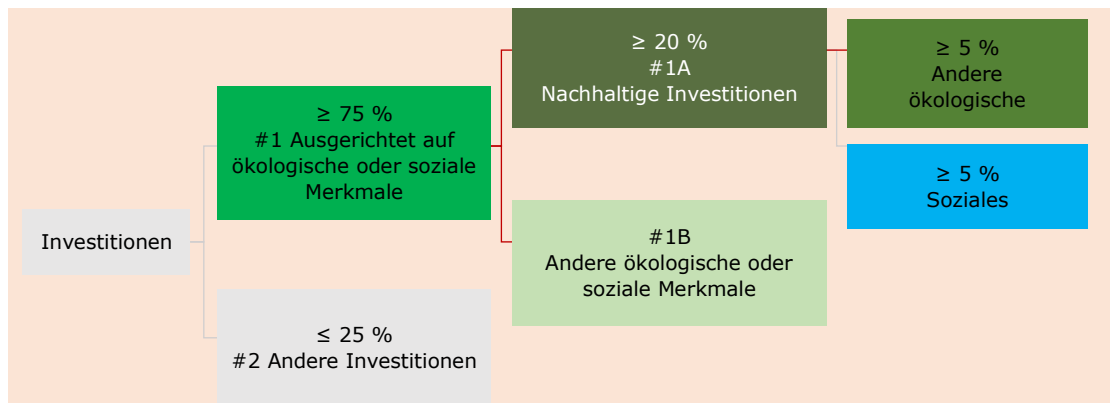 Investitionen
≥ 75 %
#1 Ausgerichtet auf
ökologische oder soziale
Merkmale
≤ 25 %
#2 Andere Investitionen
≥ 20 %
#1A
Nachhaltige Investitionen
#1B
Andere ökologische oder
soziale Merkmale
≥ 5 %
Andere
ökologische
≥ 5 %
Soziales